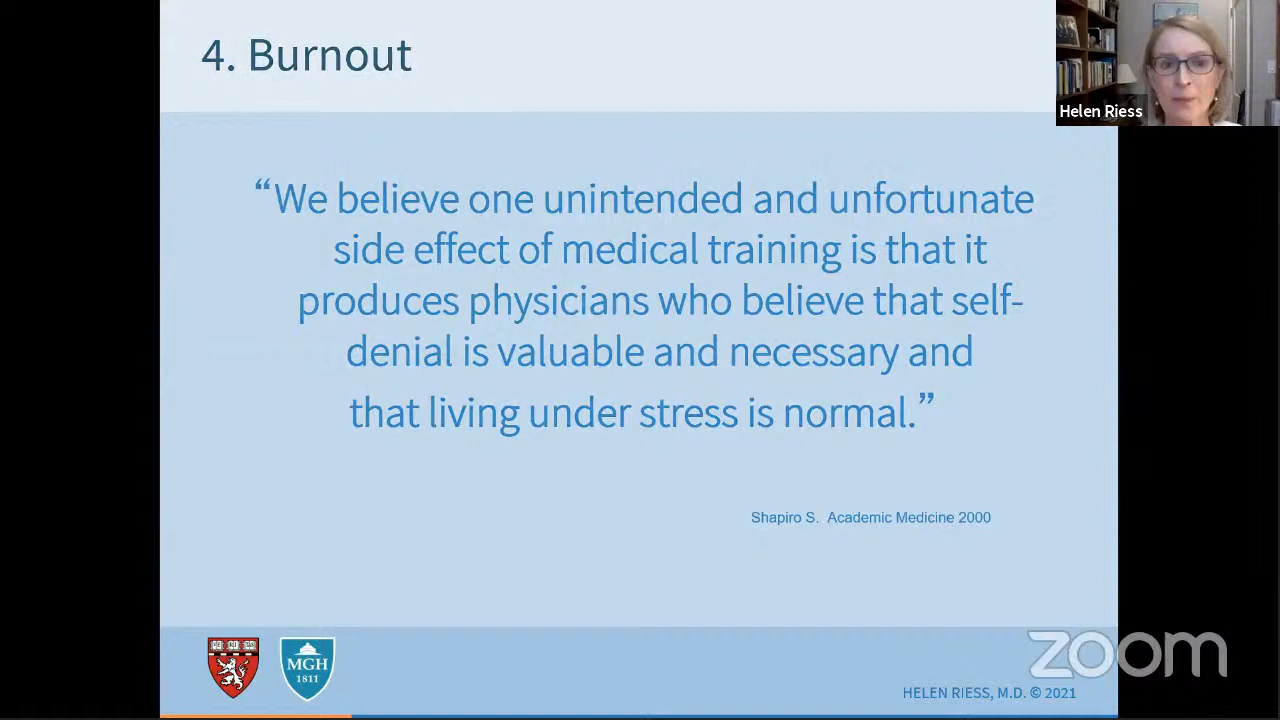 4. Burnout
Helen Riess
“We believe one unintended and unfortunate
side effect of medical training is that it
produces physicians who believe that self-
denial is valuable and necessary and
that living under stress is normal.”
Shapiro S. Academic Medicine 2000
MGH
1811
zoom
HELEN RIESS, M.D. © 2021